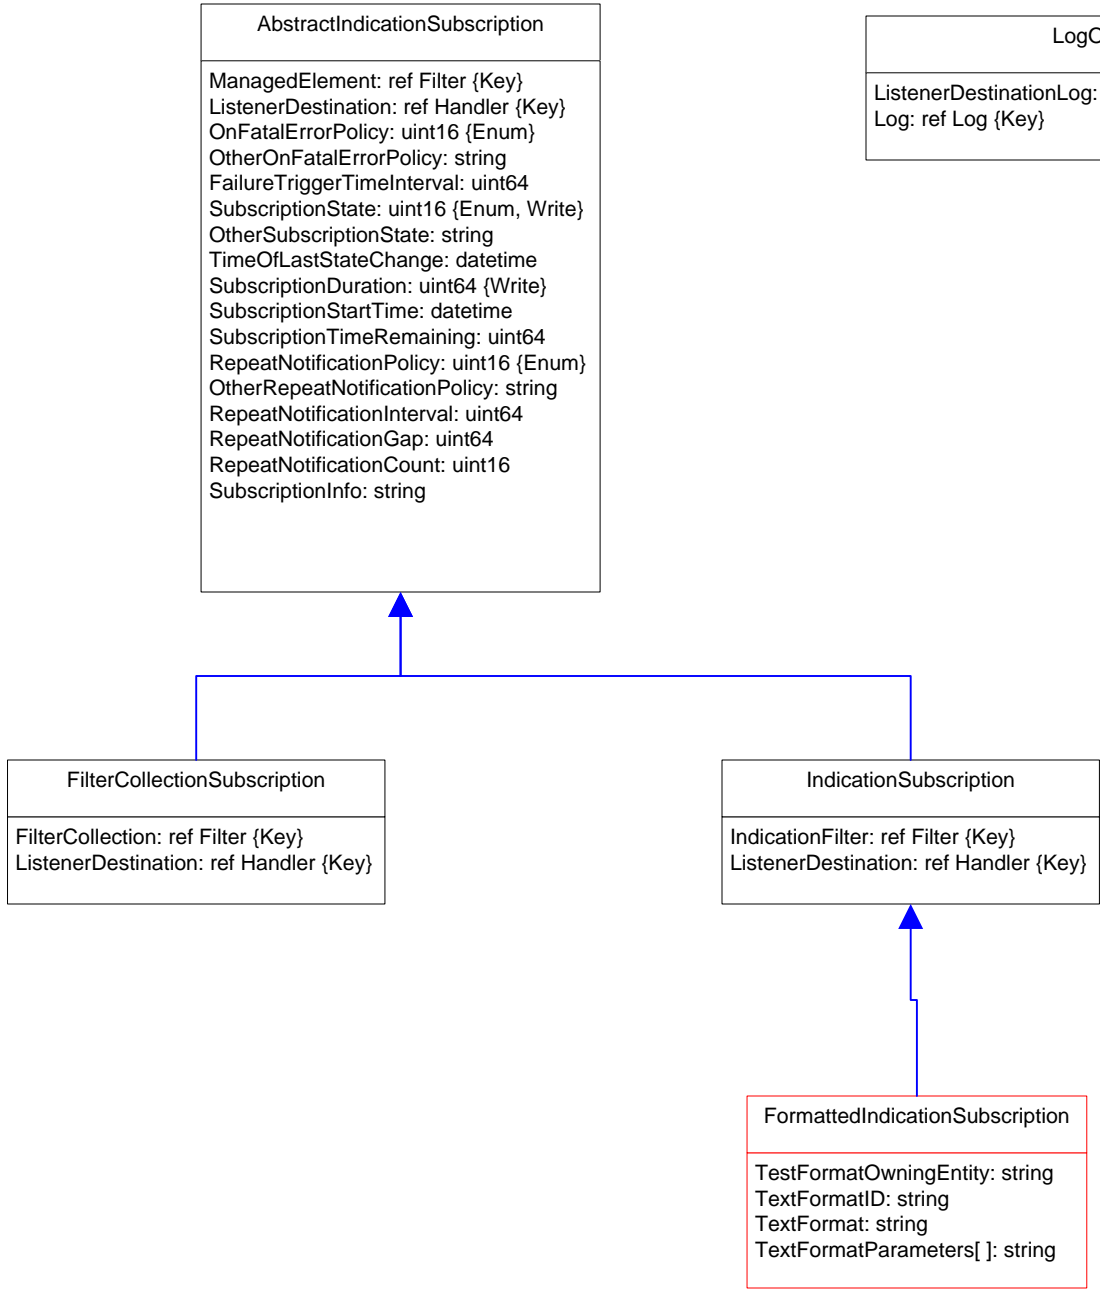 AbstractIndicationSubscription
ManagedElement: ref Filter {Key}
ListenerDestination: ref Handler {Key}
OnFatalErrorPolicy: uint16 {Enum}
OtherOnFatalErrorPolicy: string
FailureTriggerTimeInterval: uint64
SubscriptionState: uint16 {Enum, Write}
OtherSubscriptionState: string
TimeOfLastStateChange: datetime
SubscriptionDuration: uint64 {Write}
SubscriptionStartTime: datetime
SubscriptionTimeRemaining: uint64
RepeatNotificationPolicy: uint16 {Enum}
OtherRepeatNotificationPolicy: string
RepeatNotificationInterval: uint64
RepeatNotificationGap: uint64
RepeatNotificationCount: uint16
SubscriptionInfo: string
ListenerDestinationLog:
Log: ref Log {Key}
FilterCollectionSubscription
FilterCollection: ref Filter {Key}
ListenerDestination: ref Handler {Key}
IndicationSubscription
IndicationFilter: ref Filter {Key}
ListenerDestination: ref Handler {Key}
FormattedIndicationSubscription
TestFormatOwningEntity: string
TextFormatID: string
TextFormat: string
TextFormatParameters[ ]: string